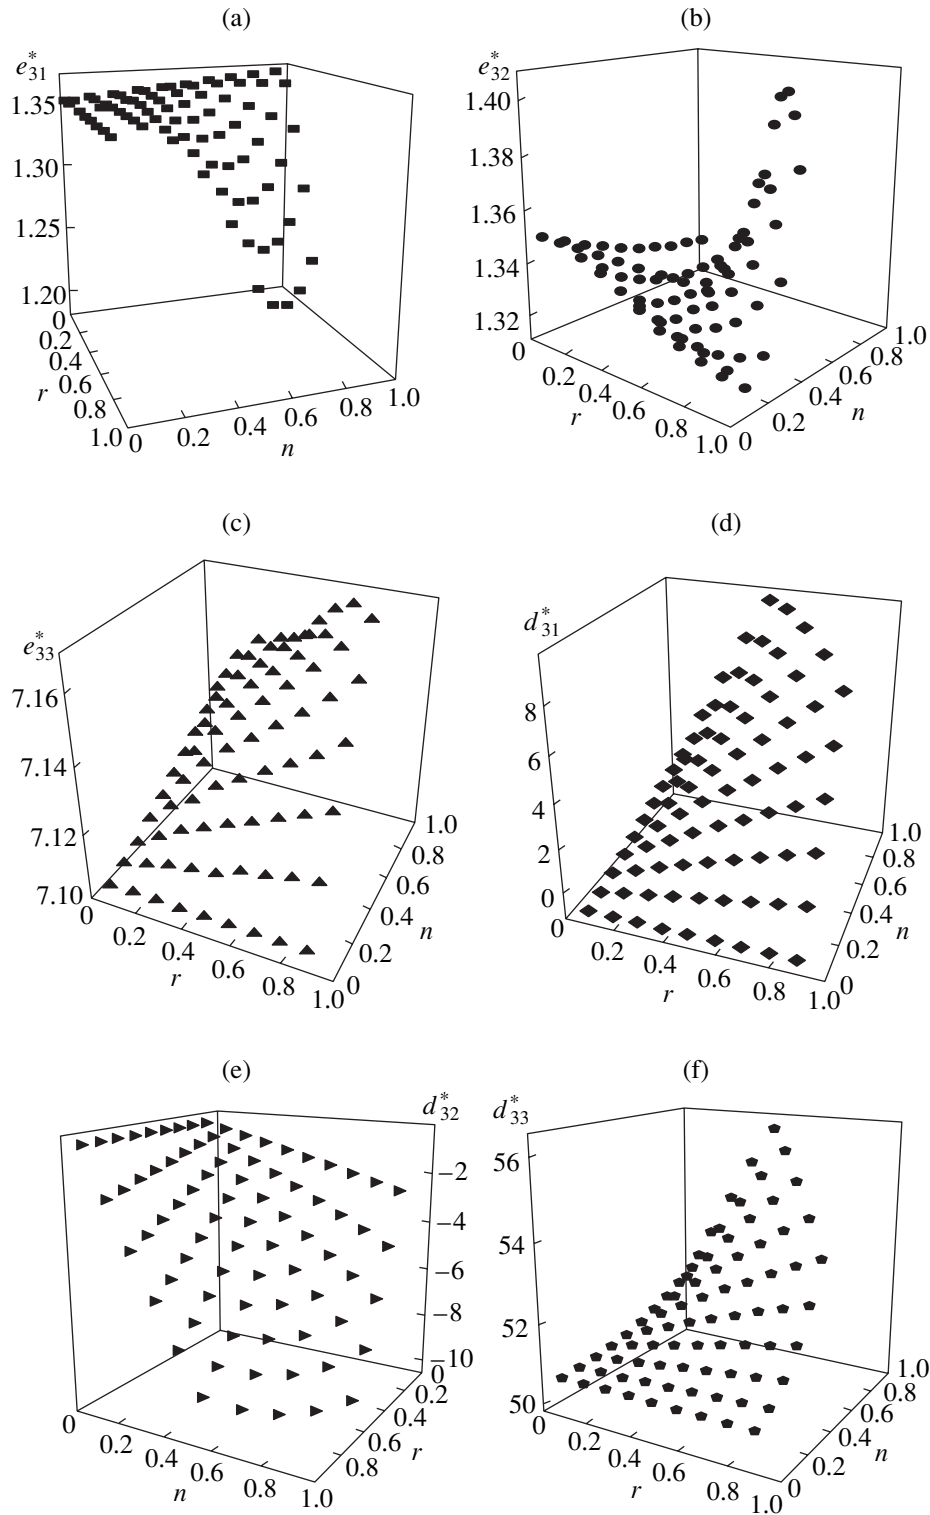 (a)
e*31
1.35
1.30
1.25
1.20
0
0.2
0.4
r 0.6
0.8
1.0 0 0.2 0.4 0.6 0.8 1.0
n
(b)
e*32
1.40
1.38
1.36
1.34
1.32
0 0.2 0.4 0.6 0.8 1.0
r
0 0.2 0.4 0.6 0.8 1.0
n
(c)
e*33
7.16
7.14
7.12
7.10
0 0.2 0.4 0.6 0.8 1.0
r
0 0.2 0.4 0.6 0.8 1.0
n
(d)
d*31
8
6
4
2
0
0 0.2 0.4 0.6 0.8 1.0
r
0 0.2 0.4 0.6 0.8 1.0
n
(e)
d*32
−2
−4
−6
−8
−10
0
0.2
0.4
0.6 r
0.8
0 0.2 0.4 0.6 0.8 1.0
n
(f)
d*33
56
54
52
50
0 0.2 0.4 0.6 0.8 1.0
r
0 0.2 0.4 0.6 0.8 1.0
n